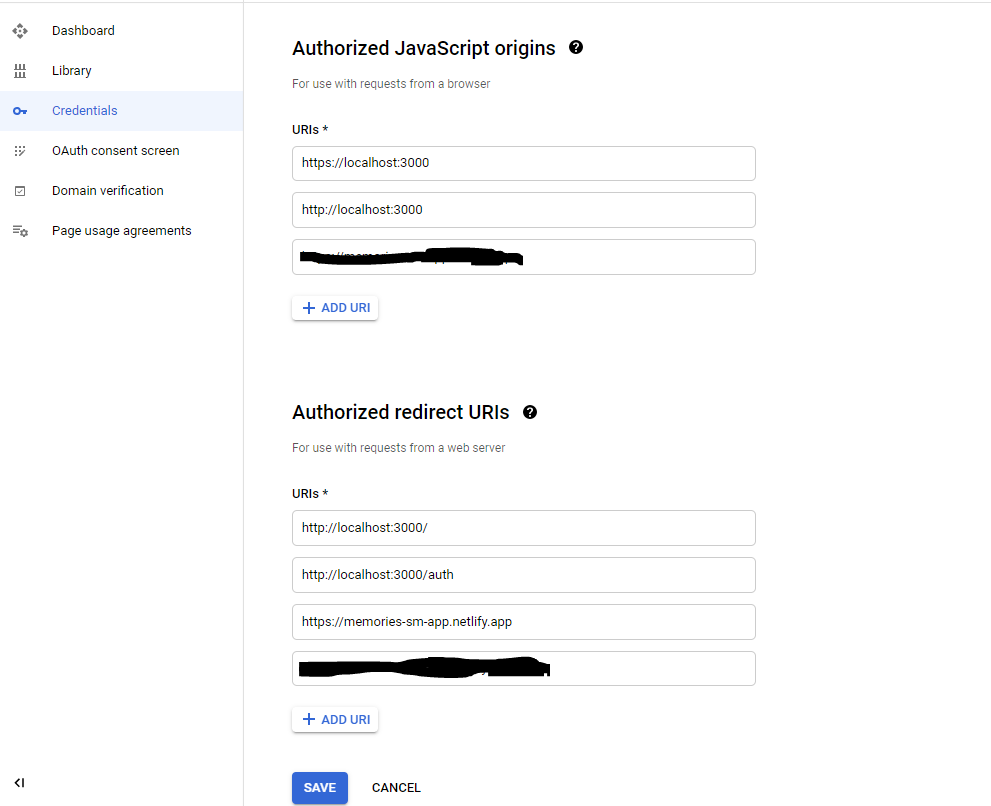 Dashboard
Library
Credentials
OAuth consent screen
Domain verification
Page usage agreements
Authorized JavaScript origins
For use with requests from a browser
URIs *
https://localhost:3000
http://localhost:3000
+ ADD URI
Authorized redirect URIs
For use with requests from a web server
URIs *
http://localhost:3000/
http://localhost:3000/auth
https://memories-sm-app.netlify.app
+ ADD URI
SAVE CANCEL